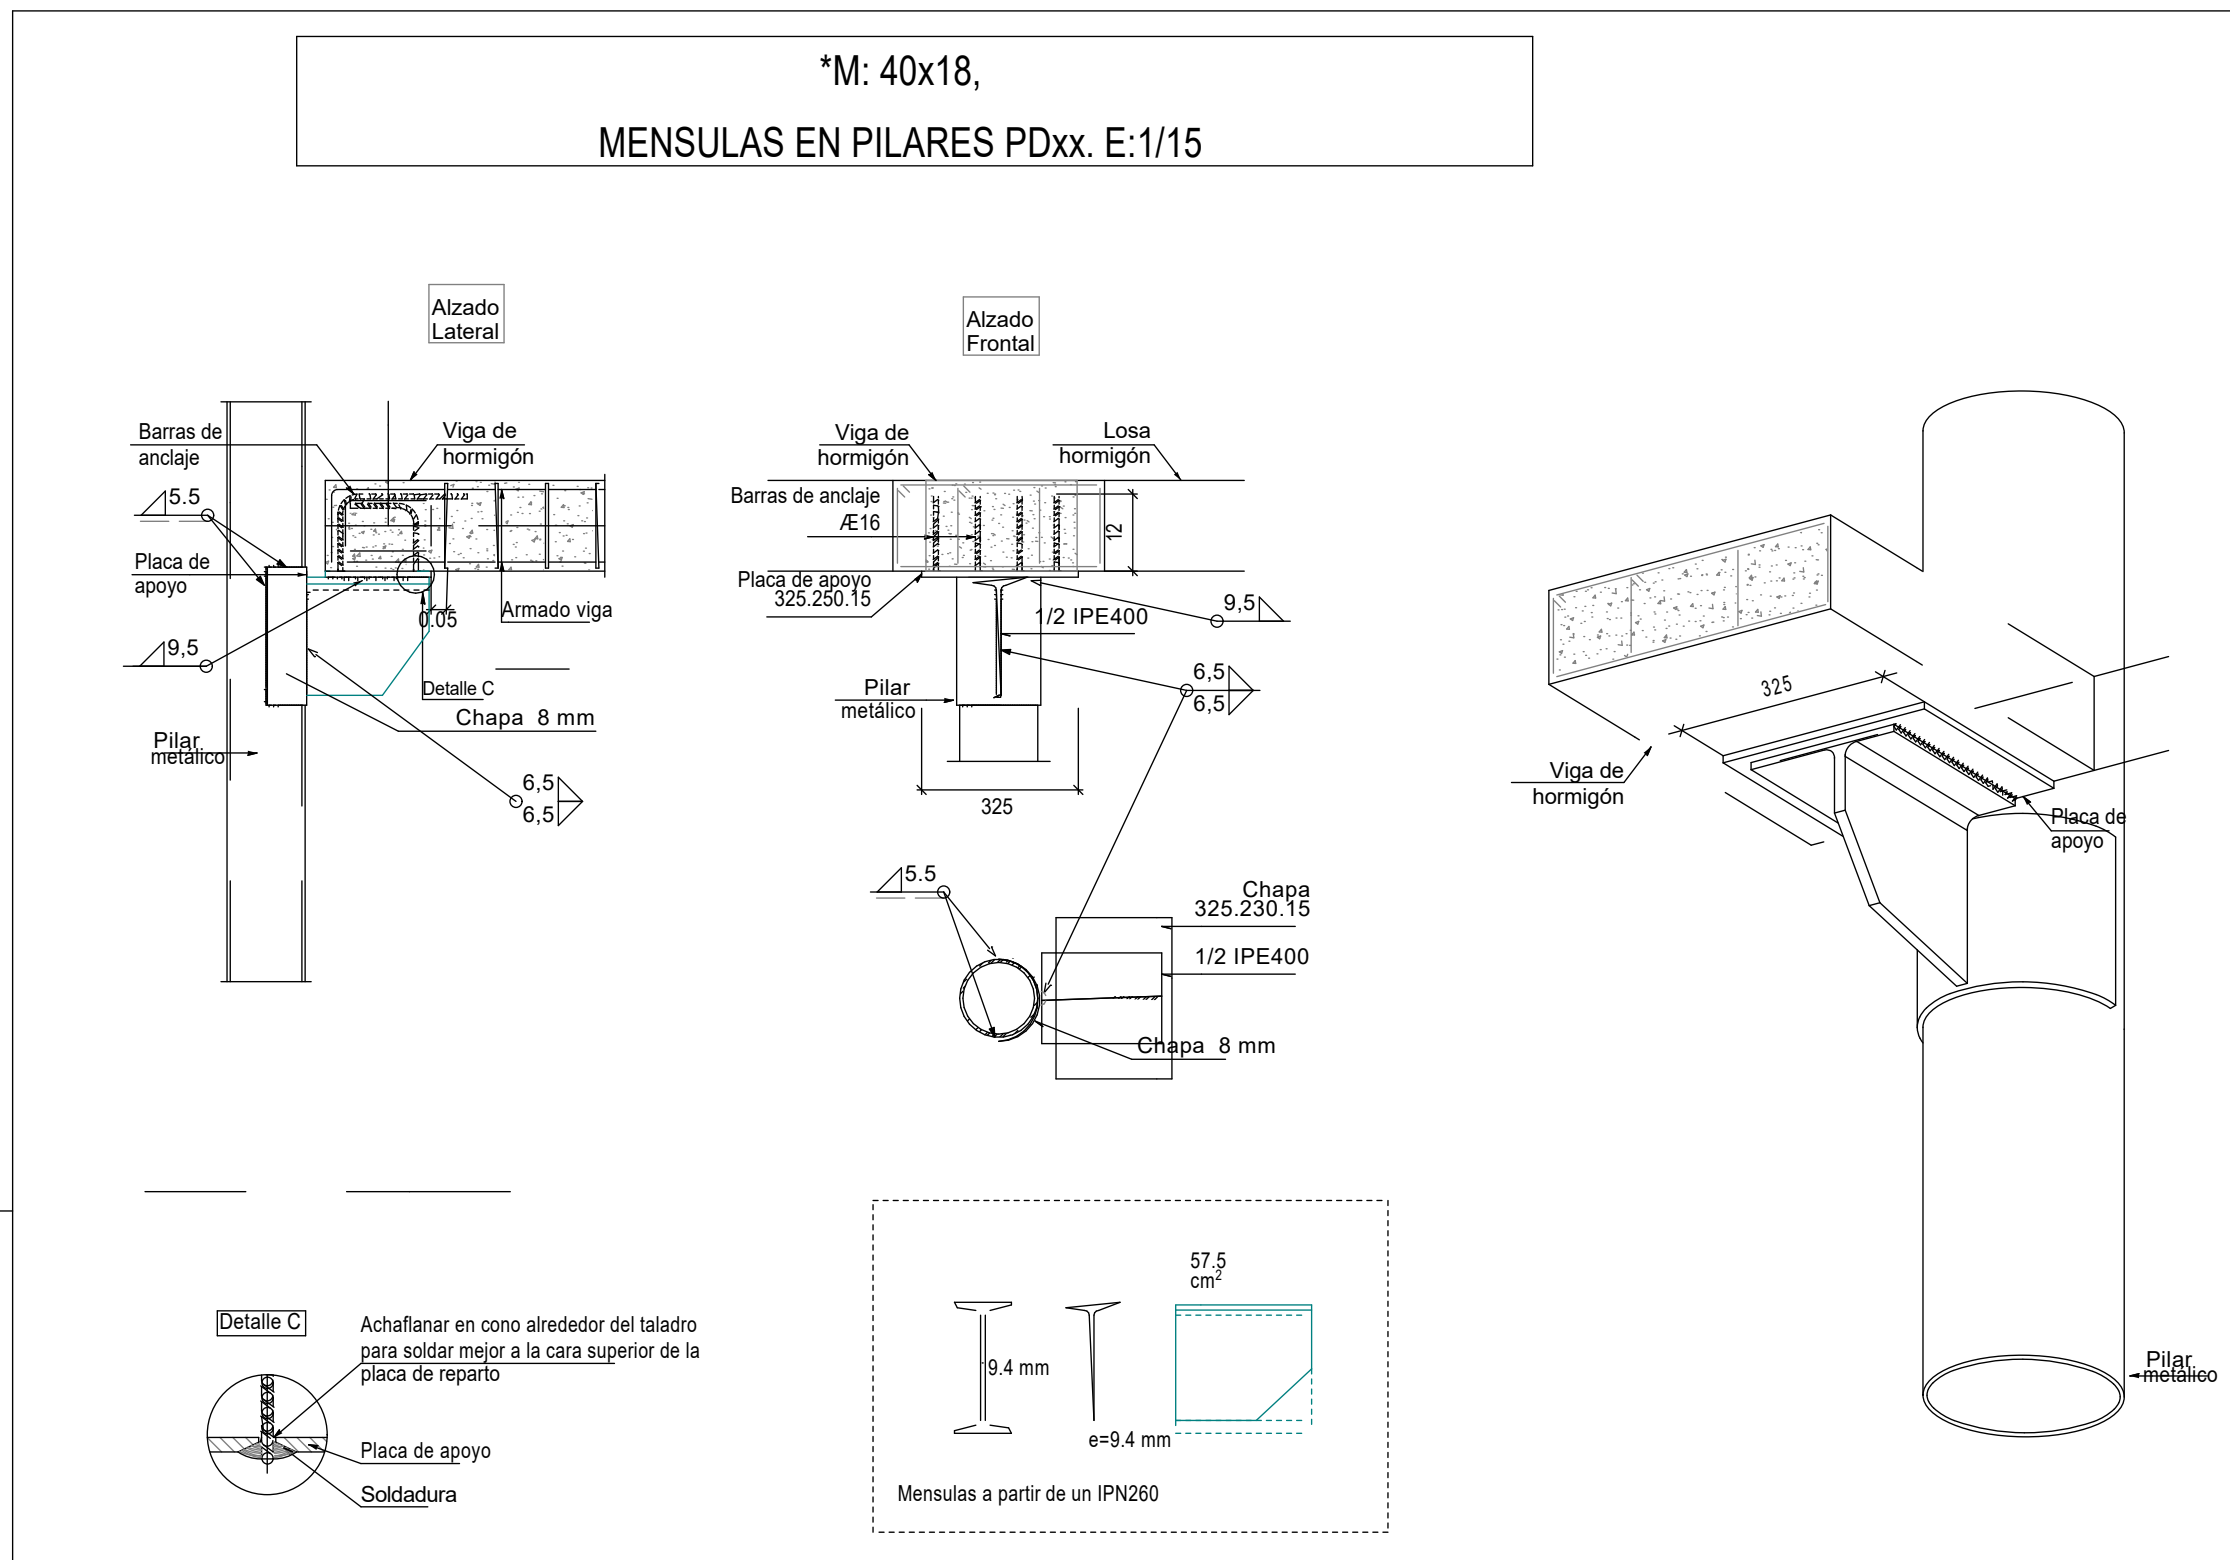 *M: 40x18,
MENSULAS EN PILARES PDxx. E:1/15
Alzado
Lateral
Barras de
anclaje
Viga de
hormigón
5.5
Placa de
apoyo
9,5
0.05
Armado viga
Detalle C
Chapa 8 mm
Pilar
metálico
6,5
6,5
Alzado
Frontal
Viga de
hormigón
Losa
hormigón
Barras de anclaje
Æ16
12
Placa de apoyo
325.250.15
1/2 IPE400
9,5
6,5
6,5
Pilar
metálico
325
5.5
Chapa
325.230.15
1/2 IPE400
Chapa 8 mm
325
Viga de
hormigón
Placa de
apoyo
Pilar
metálico
Detalle C
Achaflanar en cono alrededor del taladro
para soldar mejor a la cara superior de la
placa de reparto
Placa de apoyo
Soldadura
57.5
cm²
9.4 mm
e=9.4 mm
Mensulas a partir de un IPN260